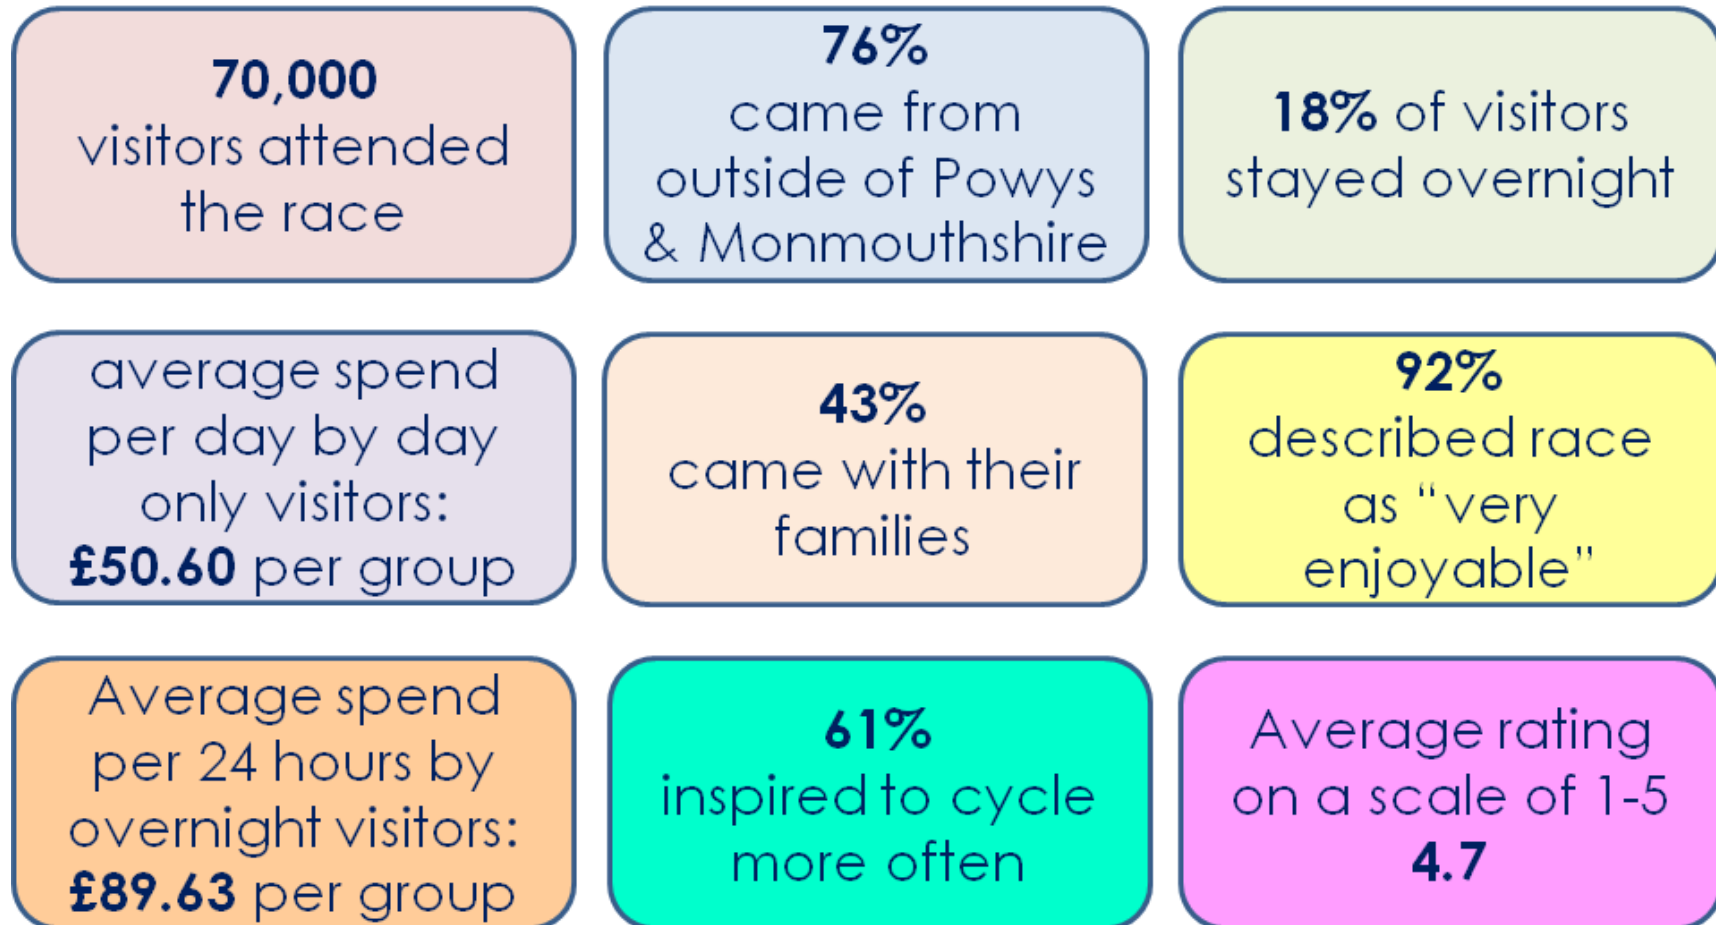 70,000
visitors attended
the race
76%
came from
outside of Powys
& Monmouthshire
18% of visitors
stayed overnight
average spend
per day by day
only visitors:
£50.60 per group
43%
came with their
families
92%
described race
as “very
enjoyable”
Average spend
per 24 hours by
overnight visitors:
£89.63 per group
61%
inspired to cycle
more often
Average rating
on a scale of 1-5
4.7